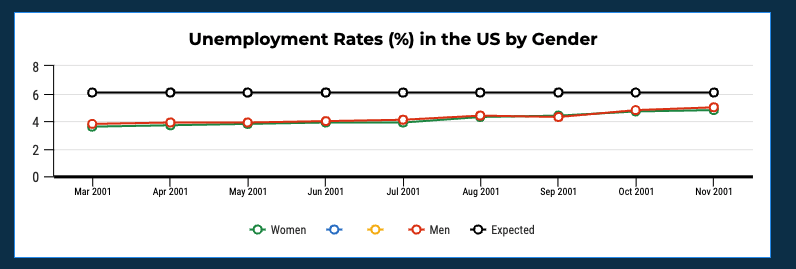 Unemployment Rates (%) in the US by Gender
8
6
4
2
0
Mar 2001 Apr 2001 May 2001 Jun 2001 Jul 2001 Aug 2001 Sep 2001 Oct 2001 Nov 2001
Women Men Expected